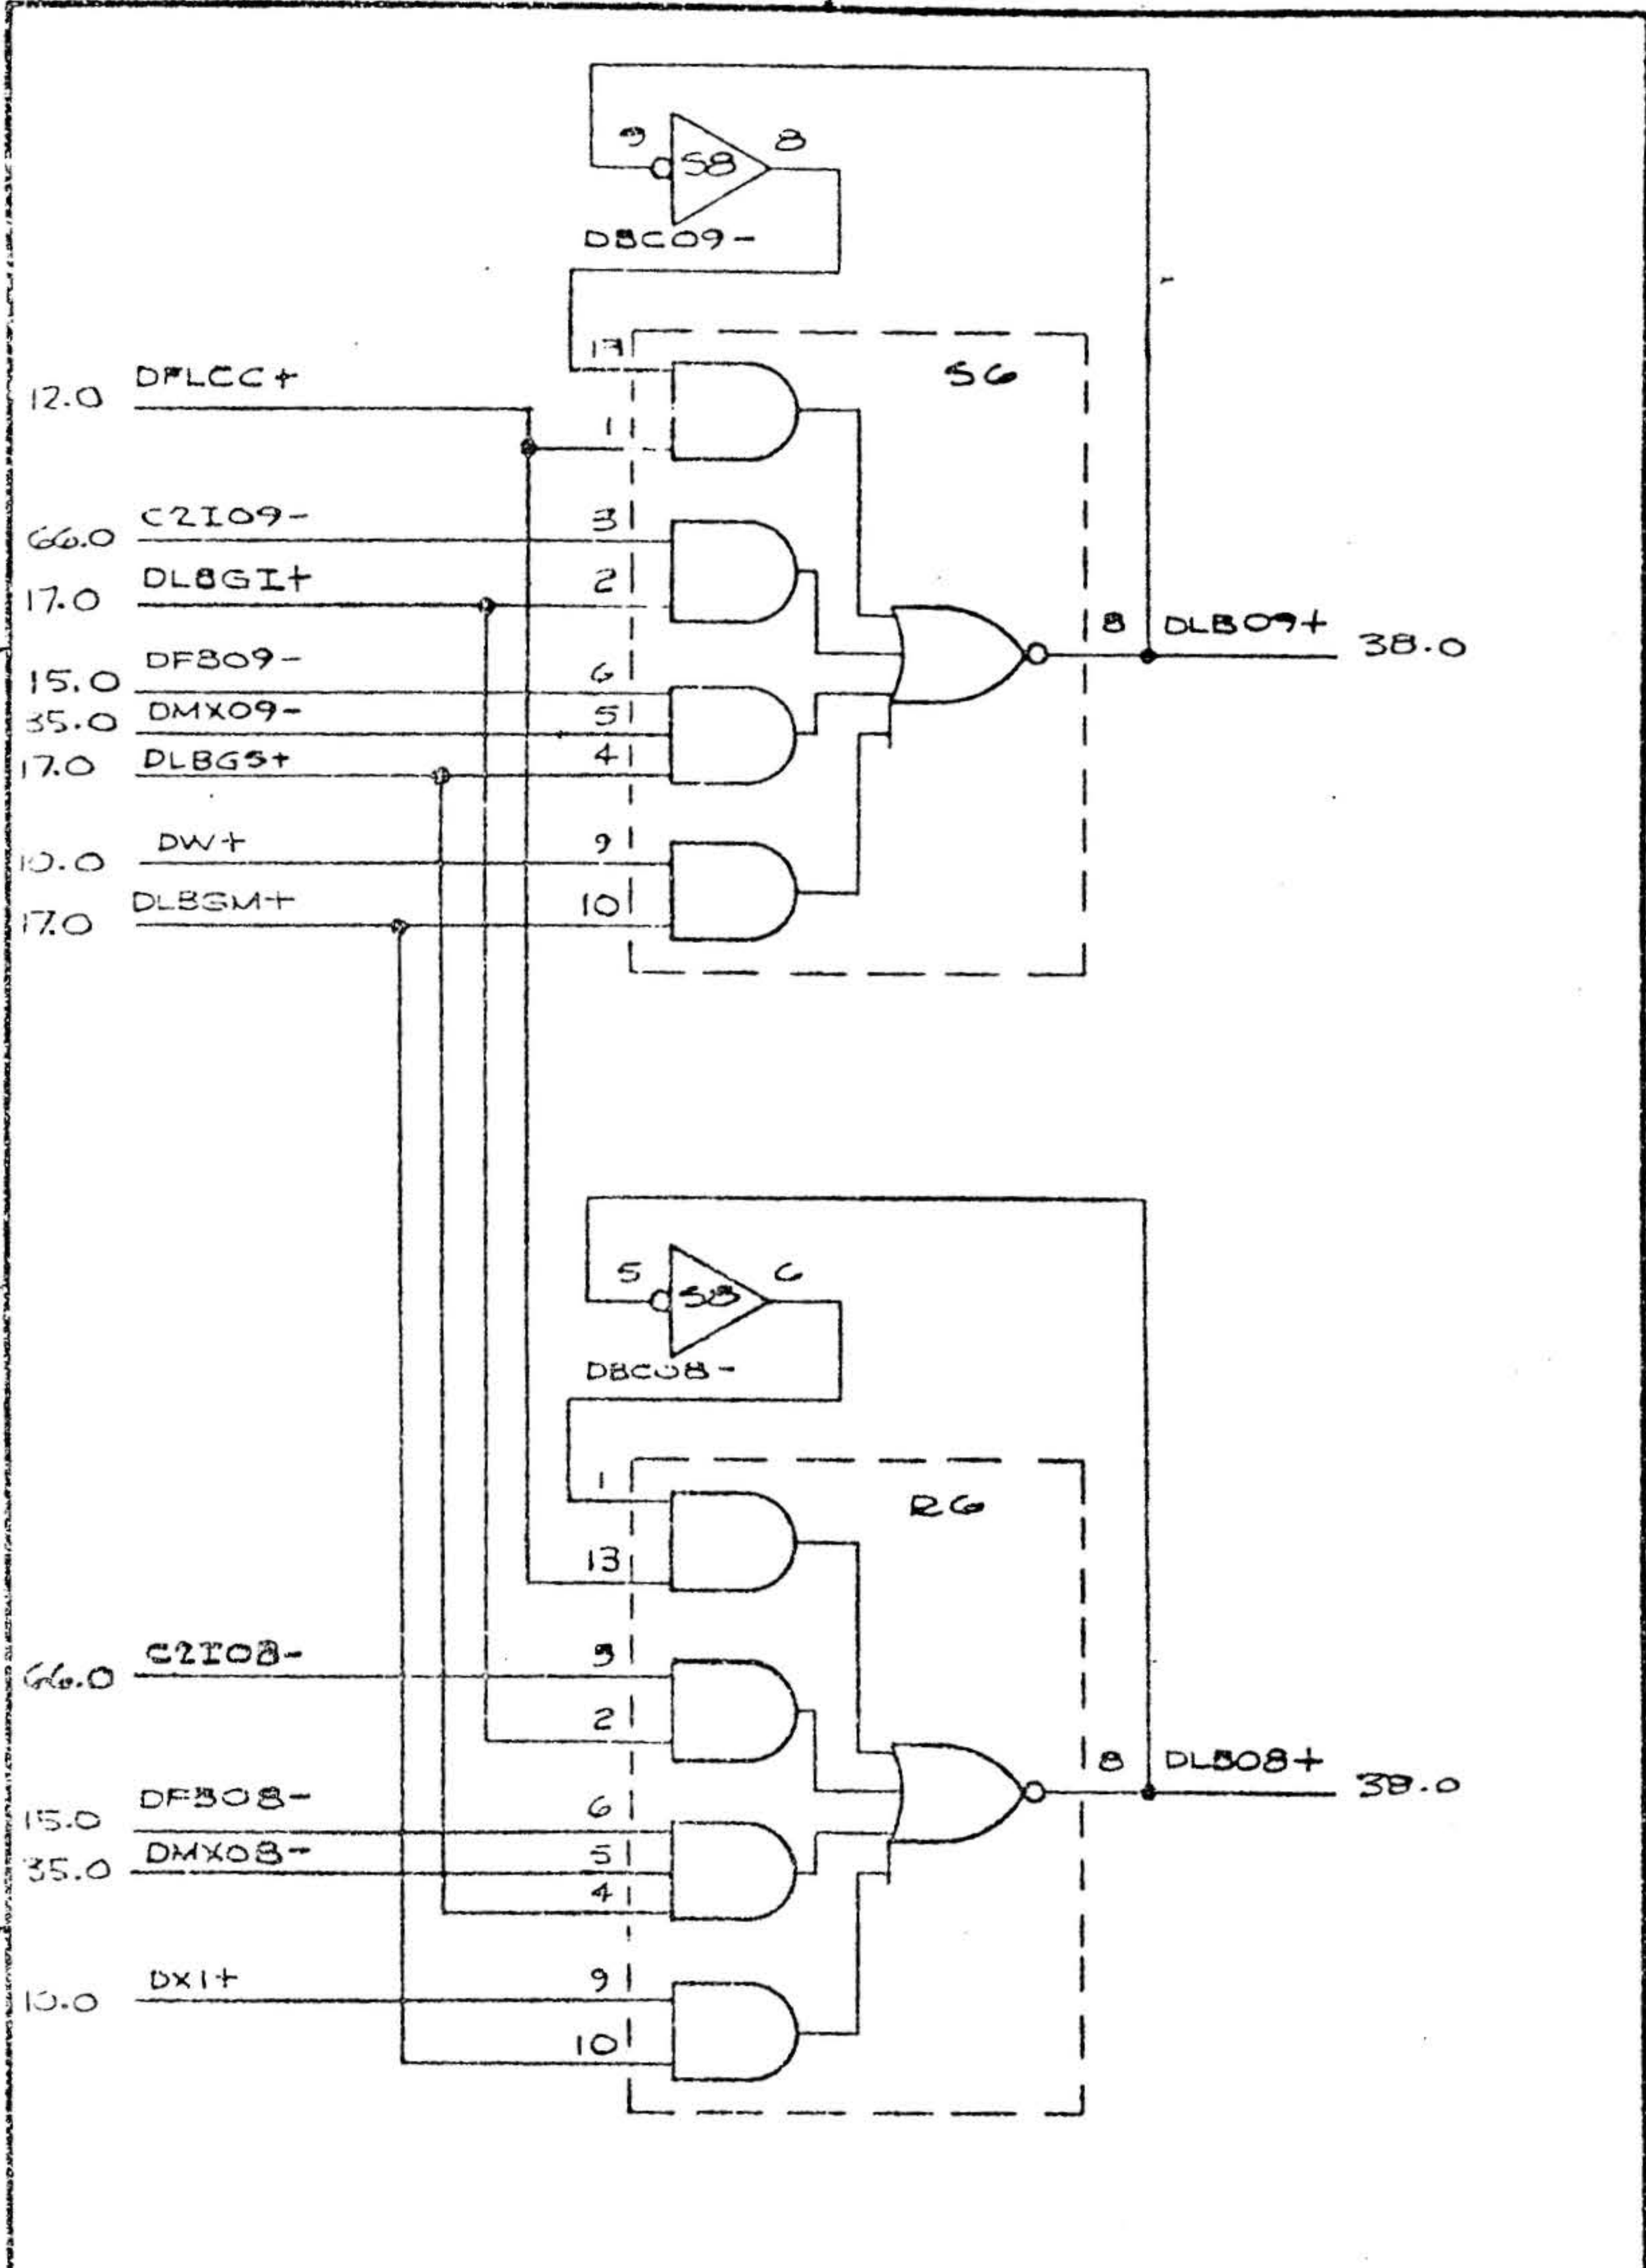 9 S8 8
DBC09-
13 S6
12.0 DFLCC+
1
66.0 C2I09- 3
17.0 DLBGI+ 2
8 DLB09+ 38.0
15.0 DFB09- 6
35.0 DMX09- 5
17.0 DLBGS+ 4
10.0 DW+ 9
17.0 DLBGM+ 10
5 S8 6
DBC08-
1 R6
13
66.0 C2I08- 3
2
8 DLB08+ 38.0
15.0 DFB08- 6
35.0 DMX08- 5
4
10.0 DX1+ 9
10